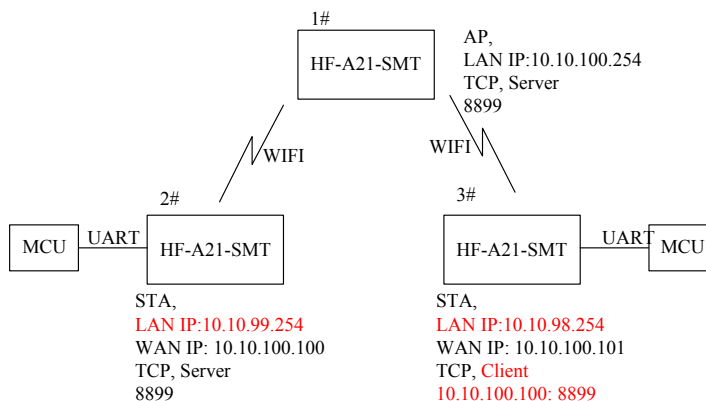 1#
HF-A21-SMT
AP,
LAN IP:10.10.100.254
TCP, Server
8899
WIFI
WIFI
2#
3#
MCU
UART
HF-A21-SMT
HF-A21-SMT
UART
MCU
STA,
LAN IP:10.10.99.254
WAN IP: 10.10.100.100
TCP, Server
8899
STA,
LAN IP:10.10.98.254
WAN IP: 10.10.100.101
TCP, Client
10.10.100.100: 8899